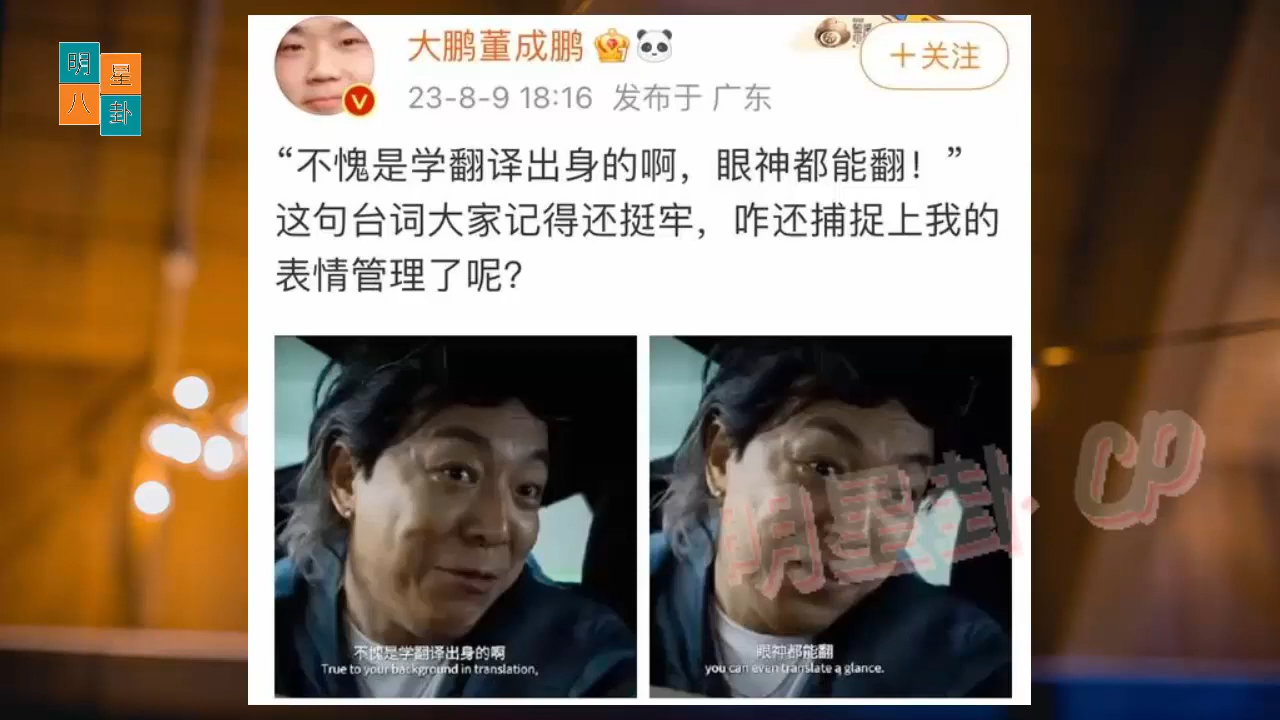 明星
八卦
大鹏董成鹏
+关注
23-8-9 18:16 发布于 广东
“不愧是学翻译出身的啊，眼神都能翻！”
这句台词大家记得还挺牢，咋还捕捉上我的
表情管理了呢？
不愧是学翻译出身的啊
True to your background in translation,
眼神都能翻
you can even translate a glance.
明星卦·CP